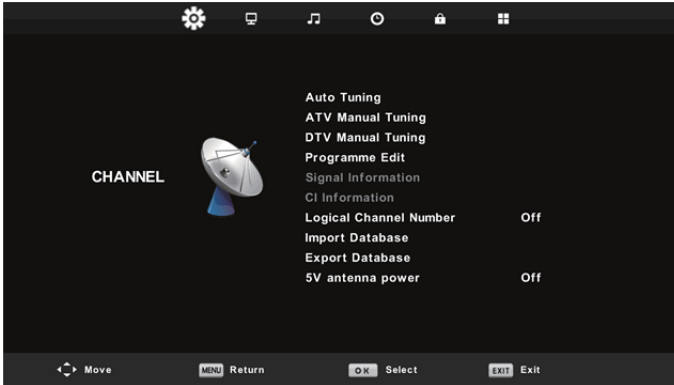 Auto Tuning
ATV Manual Tuning
DTV Manual Tuning
Programme Edit
CHANNEL
Signal Information
CI Information
Logical Channel Number Off
Import Database
Export Database
5V antenna power Off
Move MENU Return OK Select EXIT Exit